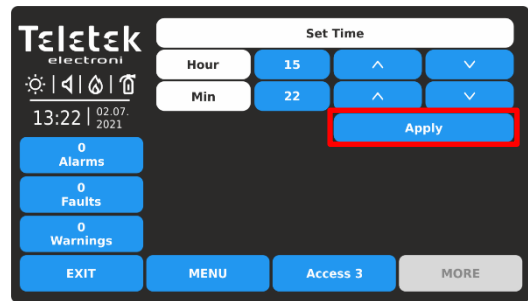 Teletek
electroni
13:22 | 02.07.
2021
0
Alarms
0
Faults
0
Warnings
Set Time
Hour 15
Min 22
Apply
EXIT MENU Access 3 MORE